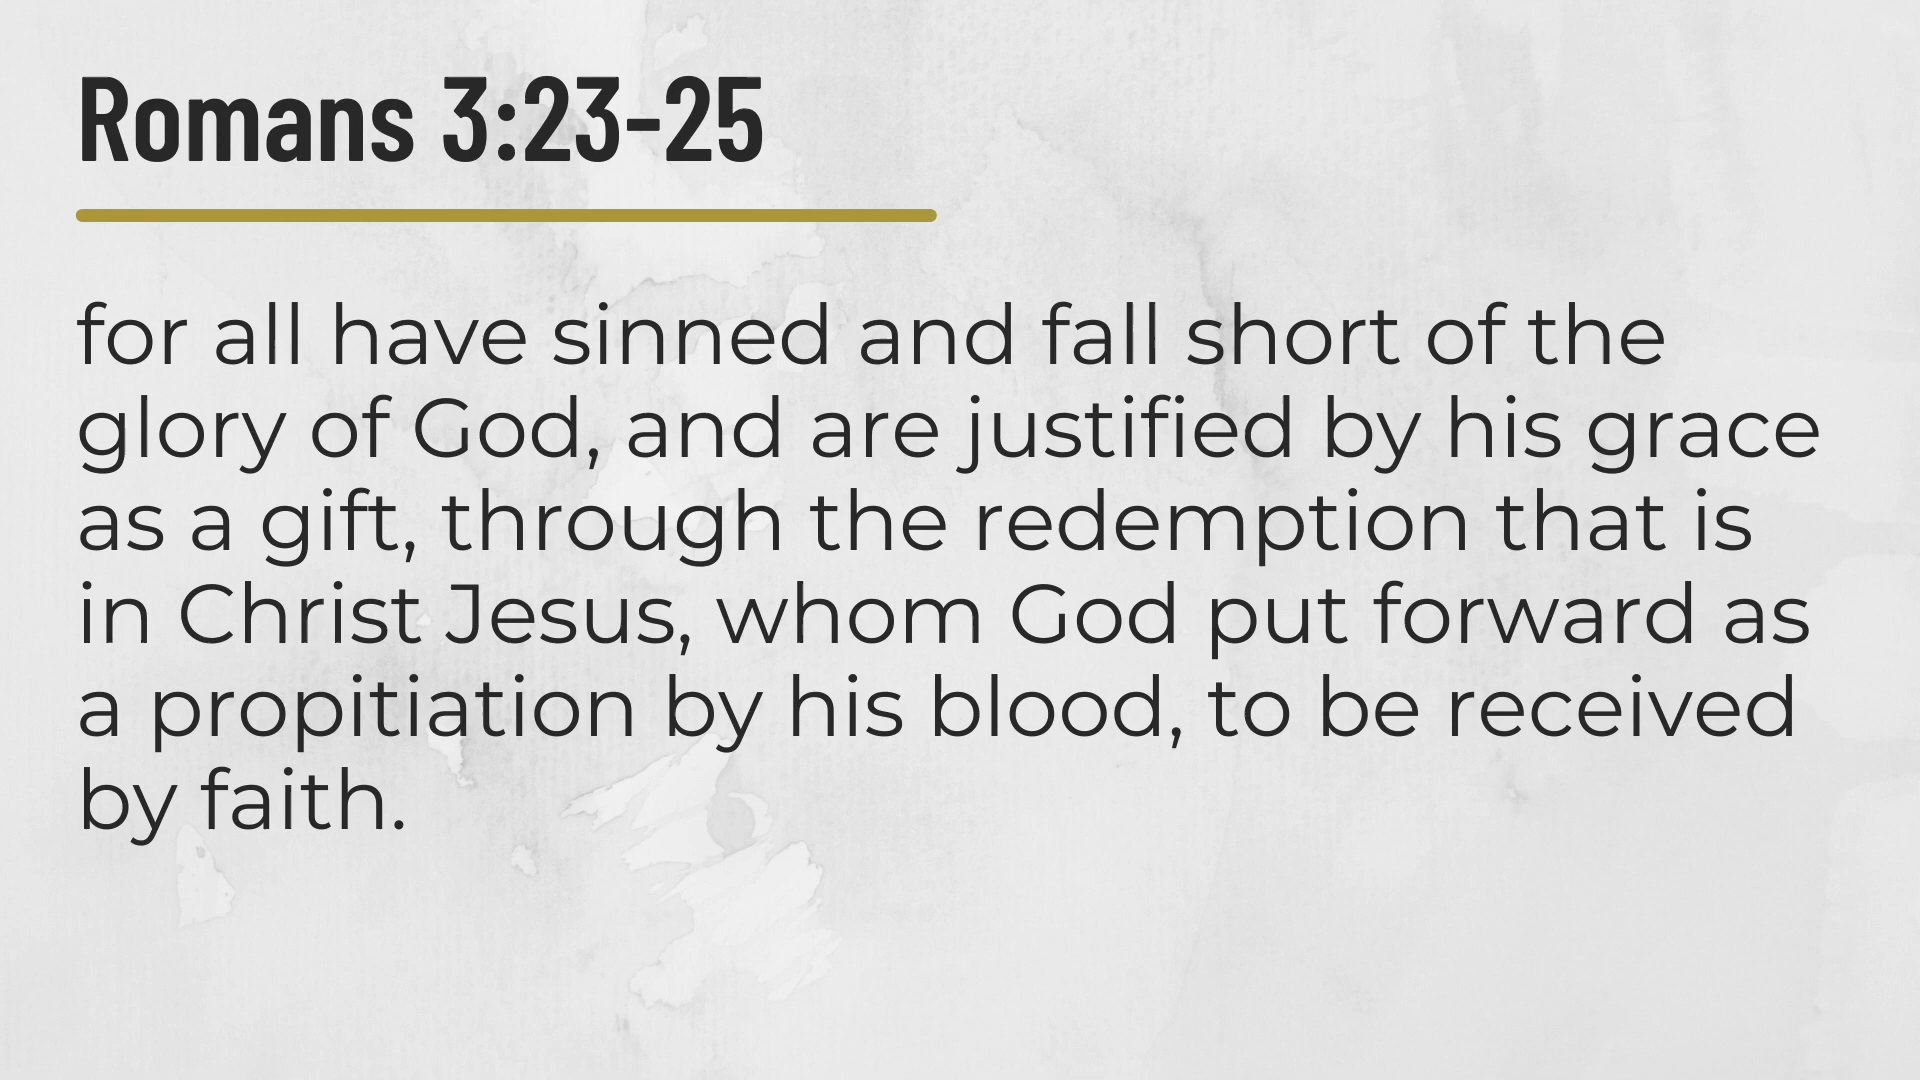 Romans 3:23-25
for all have sinned and fall short of the
glory of God, and are justified by his grace
as a gift, through the redemption that is
in Christ Jesus, whom God put forward as
a propitiation by his blood, to be received
by faith.